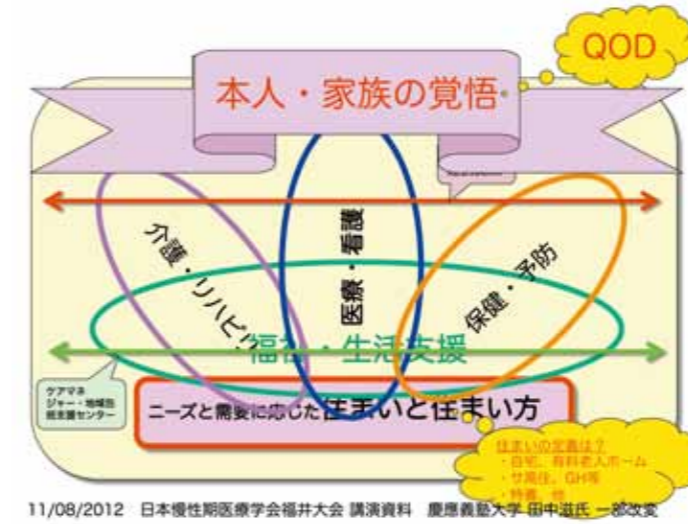 QOD
本人・家族の覚悟
介護・リハビリ
医療・看護
保健・予防
福祉・生活支援
ケアマネ
ジャー・地域包
括支援センター
ニーズと需要に応じた住まいと住まい方
住まいの定義は？
・自宅、有料老人ホーム
・サ高住、GH等
・特養、他
11/08/2012 日本慢性期医療学会福井大会 講演資料 慶應義塾大学 田中滋氏 一部改変